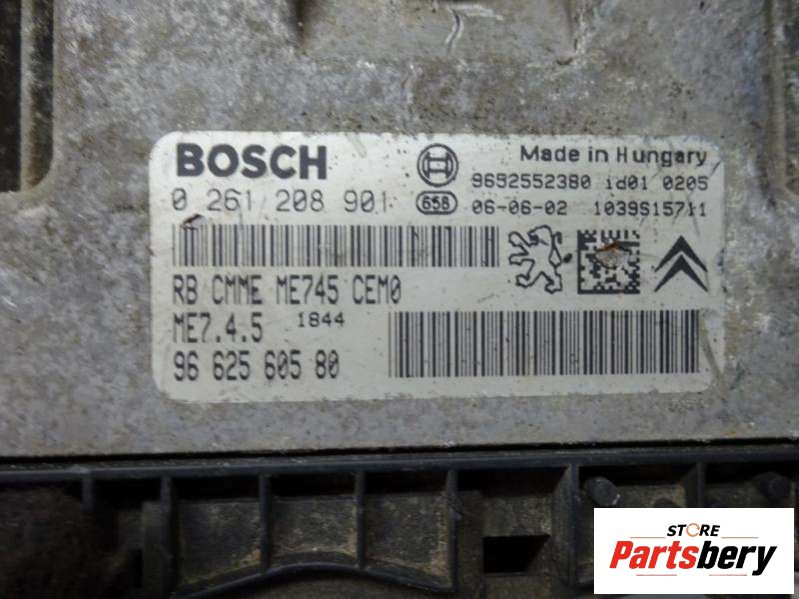 BOSCH
Made in Hungary
9652552380 id01 0205
0 261 208 901
658
06-06-02 1039S15711
RB CMME ME745 CEM0
ME7.4.5 1844
96 625 605 80
STORE
Partsbery